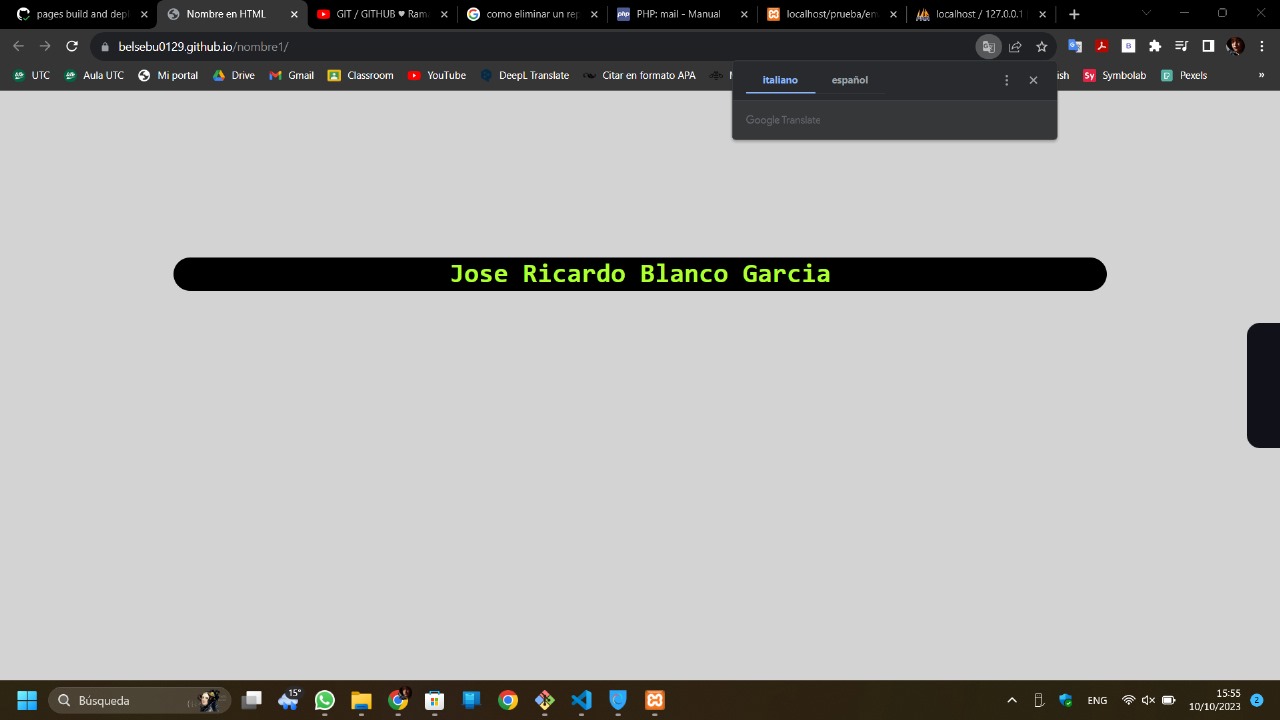 pages build and depl
Nombre en HTML
GIT / GITHUB ♥ Ram
como eliminar un rep
PHP: mail - Manual
localhost/prueba/en
localhost / 127.0.0.1
belsebu0129.github.io/nombre1/
UTC
Aula UTC
Mi portal
Drive
Gmail
Classroom
YouTube
DeepL Translate
Citar en formato APA
ish
Symbolab
Pexels
»
italiano
español
Google Translate
Jose Ricardo Blanco Garcia
Búsqueda
15°
ENG
15:55
10/10/2023
2